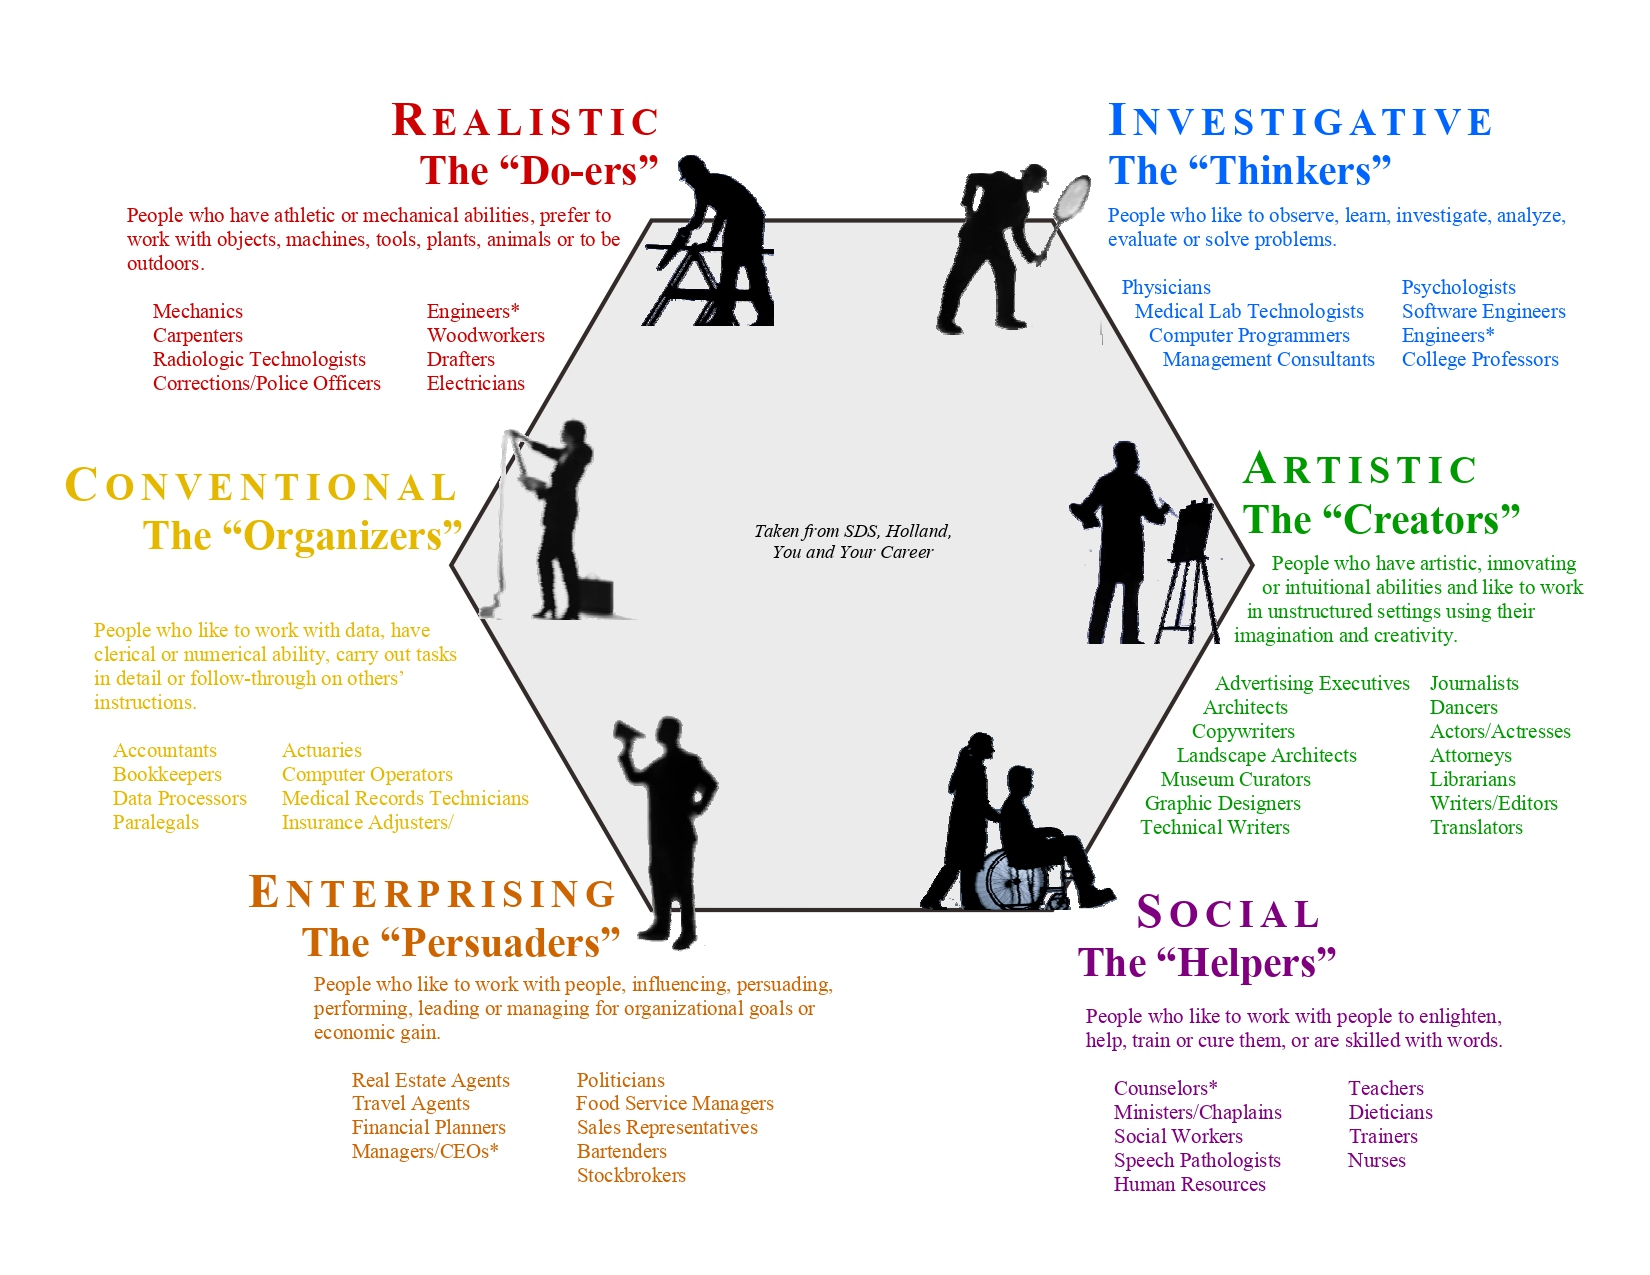 REALISTIC
The “Do-ers”
People who have athletic or mechanical abilities, prefer to
work with objects, machines, tools, plants, animals or to be
outdoors.
Mechanics
Carpenters
Radiologic Technologists
Corrections/Police Officers
Engineers*
Woodworkers
Drafters
Electricians
INVESTIGATIVE
The “Thinkers”
People who like to observe, learn, investigate, analyze,
evaluate or solve problems.
Physicians
Medical Lab Technologists
Computer Programmers
Management Consultants
Psychologists
Software Engineers
Engineers*
College Professors
CONVENTIONAL
The “Organizers”
People who like to work with data, have
clerical or numerical ability, carry out tasks
in detail or follow-through on others’
instructions.
Accountants
Bookkeepers
Data Processors
Paralegals
Actuaries
Computer Operators
Medical Records Technicians
Insurance Adjusters/
Taken from SDS, Holland,
You and Your Career
ARTISTIC
The “Creators”
People who have artistic, innovating
or intuitional abilities and like to work
in unstructured settings using their
imagination and creativity.
Advertising Executives
Architects
Copywriters
Landscape Architects
Museum Curators
Graphic Designers
Technical Writers
Journalists
Dancers
Actors/Actresses
Attorneys
Librarians
Writers/Editors
Translators
ENTERPRISING
The “Persuaders”
People who like to work with people, influencing, persuading,
performing, leading or managing for organizational goals or
economic gain.
Real Estate Agents
Travel Agents
Financial Planners
Managers/CEOs*
Politicians
Food Service Managers
Sales Representatives
Bartenders
Stockbrokers
SOCIAL
The “Helpers”
People who like to work with people to enlighten,
help, train or cure them, or are skilled with words.
Counselors*
Ministers/Chaplains
Social Workers
Speech Pathologists
Human Resources
Teachers
Dieticians
Trainers
Nurses